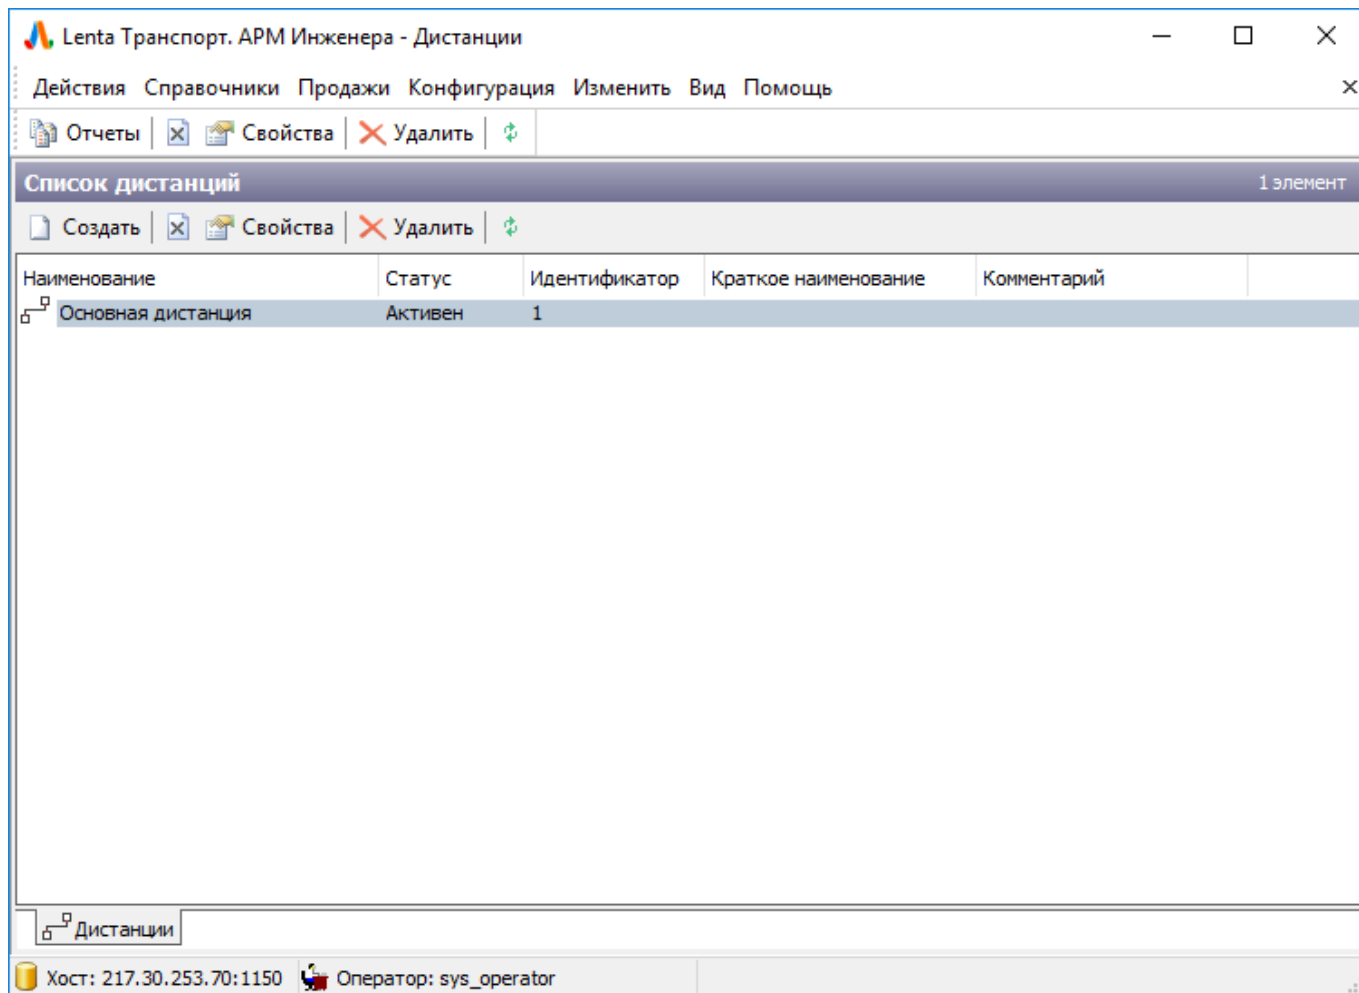 Lenta Транспорт. АРМ Инженера - Дистанции
Действия Справочники Продажи Конфигурация Изменить Вид Помощь
Отчеты Свойства Удалить
Список дистанций 1 элемент
Создать Свойства Удалить
Наименование Статус Идентификатор Краткое наименование Комментарий
Основная дистанция Активен 1
Дистанции
Хост: 217.30.253.70:1150 Оператор: sys_operator